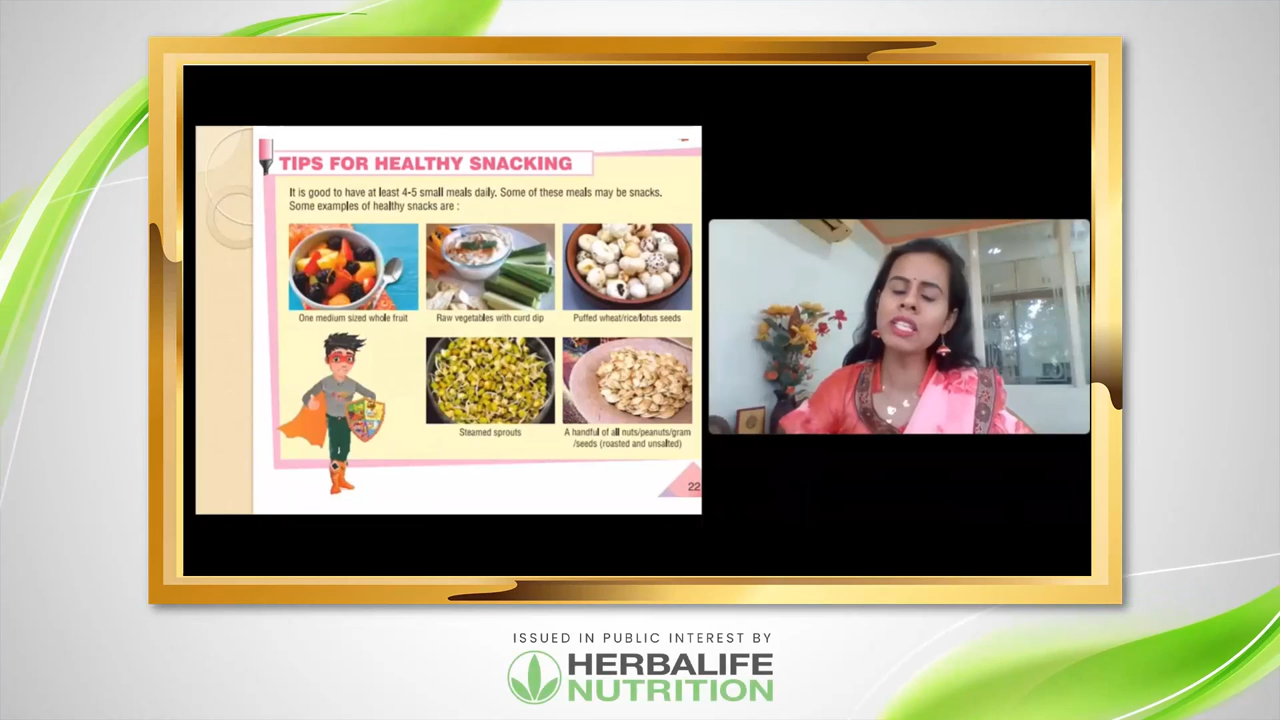 TIPS FOR HEALTHY SNACKING
It is good to have at least 4-5 small meals daily. Some of these meals may be snacks.
Some examples of healthy snacks are :
One medium sized whole fruit
Raw vegetables with curd dip
Puffed wheat/rice/lotus seeds
Steamed sprouts
A handful of all nuts/peanuts/gram
/seeds (roasted and unsalted)
22
ISSUED IN PUBLIC INTEREST BY
HERBALIFE
NUTRITION